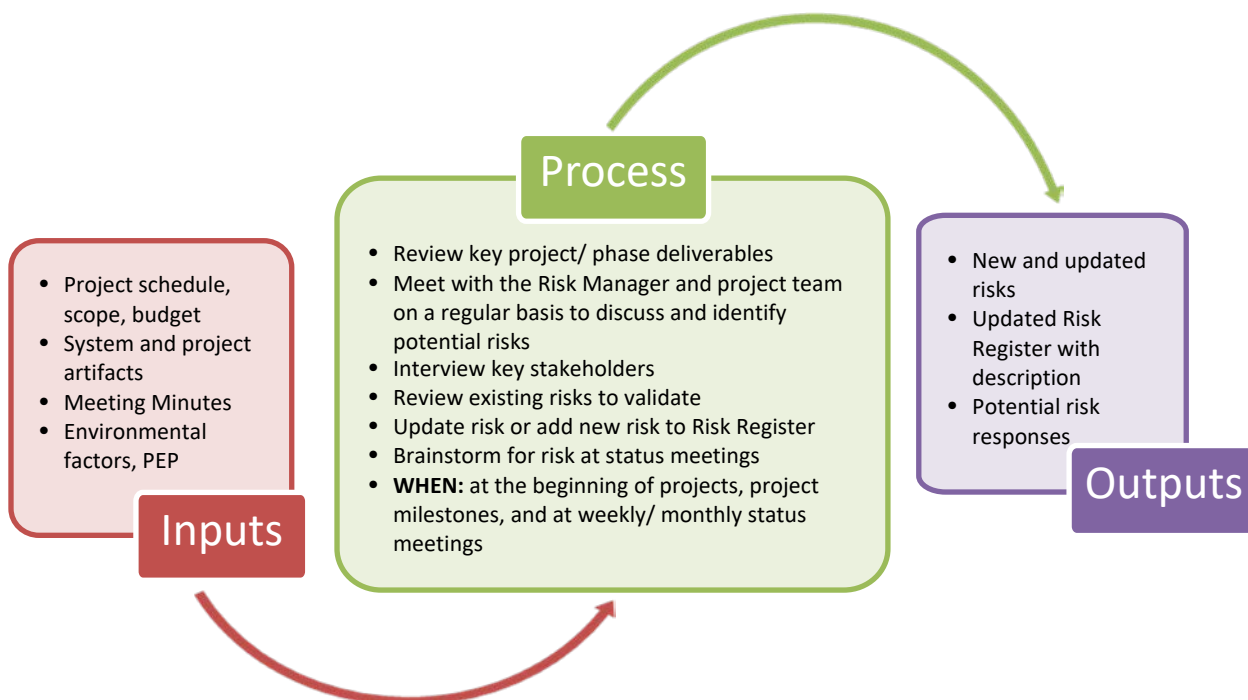 Inputs
• Project schedule,
scope, budget
• System and project
artifacts
• Meeting Minutes
• Environmental
factors, PEP
Process
• Review key project/ phase deliverables
• Meet with the Risk Manager and project team
on a regular basis to discuss and identify
potential risks
• Interview key stakeholders
• Review existing risks to validate
• Update risk or add new risk to Risk Register
• Brainstorm for risk at status meetings
• WHEN: at the beginning of projects, project
milestones, and at weekly/ monthly status
meetings
Outputs
• New and updated
risks
• Updated Risk
Register with
description
• Potential risk
responses